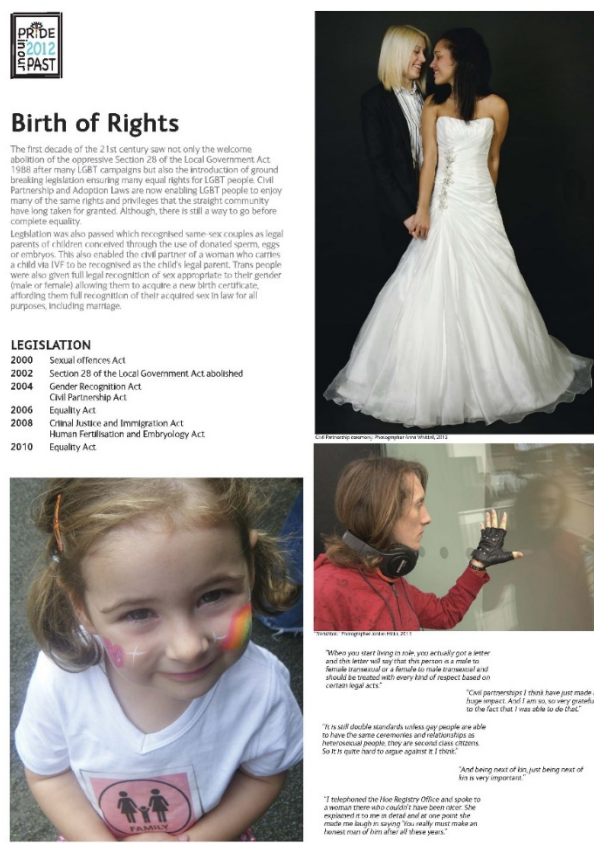 PRIDE
in our
2012
PAST
Birth of Rights
The first decade of the 21st century saw not only the welcome
abolition of the oppressive Section 28 of the Local Government Act
1988 after many LGBT campaigns but also the introduction of ground
breaking legislation ensuring many equal rights for LGBT people. Civil
Partnership and Adoption Laws are now enabling LGBT people to enjoy
many of the same rights and privileges that the straight community
have long taken for granted. Although, there is still a way to go before
complete equality.
Legislation was also passed which recognised same-sex couples as legal
parents of children conceived through the use of donated sperm, eggs
or embryos. This also enabled the civil partner of a woman who carries
a child via IVF to be recognised as the child's legal parent. Trans people
were also given full legal recognition of sex appropriate to their gender
(male or female) allowing them to acquire a new birth certificate,
affording them full recognition of their acquired sex in law for all
purposes, including marriage.
LEGISLATION
2000 Sexual offences Act
2002 Section 28 of the Local Government Act abolished
2004 Gender Recognition Act
Civil Partnership Act
2006 Equality Act
2008 Criinal Justice and Immigration Act
Human Fertilisation and Embryology Act
2010 Equality Act
FAMILY
Civil Partnership ceremony, Photographer Anna Whittell, 2012
Photographer Jordan 2011
"When you start living in role, you actually got a letter
and this letter will say that this person is a male to
female transexual or a female to male transexual and
should be treated with every kind of respect based on
certain legal acts."
"Civil partnerships I think have just made
huge impact. And I am so, so very grateful
to the fact that I was able to do that."
"It is still double standards unless gay people are able
to have the same ceremonies and relationships as
heterosexual people, they are second class citizens.
So it is quite hard to argue against it I think."
"And being next of kin, just being next of
kin is very important."
"I telephoned the Hoe Registry Office and spoke to
a woman there who couldn't have been nicer. She
explained it to me in detail and at one point she
made me laugh in saying 'You really must make an
honest man of him after all these years."